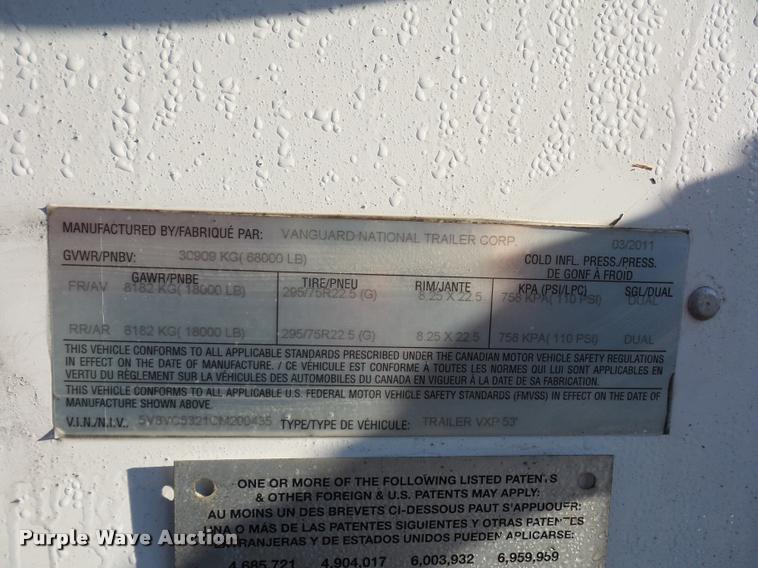 MANUFACTURED BY/FABRIQUÉ PAR: VANGUARD NATIONAL TRAILER CORP. 03/2011
GVWR/PNBV: 30909 KG( 68000 LB) COLD INFL. PRESS./PRESS. DE GONF À FROID
GAWR/PNBE TIRE/PNEU RIM/JANTE KPA (PSI/LPC) SGL/DUAL
FR/AV 8182 KG( 18000 LB) 295/75R22.5 (G) 8.25 X 22.5 758 KPA( 110 PSI) DUAL
RR/AR 8182 KG( 18000 LB) 295/75R22.5 (G) 8.25 X 22.5 758 KPA( 110 PSI) DUAL
THIS VEHICLE CONFORMS TO ALL APPLICABLE STANDARDS PRESCRIBED UNDER THE CANADIAN MOTOR VEHICLE SAFETY REGULATIONS
IN EFFECT ON THE DATE OF MANUFACTURE. / CE VÉHICULE EST CONFORME À TOUTES LES NORMES QUI LUI SONT APPLICABLES EN
VERTU DU RÈGLEMENT SUR LA SÉCURITÉ DES VÉHICULES AUTOMOBILES DU CANADA EN VIGUEUR À LA DATE DE SA FABRICATION.
THIS VEHICLE CONFORMS TO ALL APPLICABLE U.S. FEDERAL MOTOR VEHICLE SAFETY STANDARDS (FMVSS) IN EFFECT ON THE DATE OF
MANUFACTURE SHOWN ABOVE.
V.I.N./N.I.V. 5V8VC5321CM200435 TYPE/TYPE DE VÉHICULE: TRAILER VXP 53'
ONE OR MORE OF THE FOLLOWING LISTED PATENTS
& OTHER FOREIGN & U.S. PATENTS MAY APPLY:
AU MOINS UN DES BREVETS CI-DESSOUS PAUT S'APPUOUER:
UNA O MÁS DE LAS PATENTES SIGUIENTES Y OTRAS PATENTES
EXTRANJERAS Y DE ESTADOS UNIDOS PUEDEN APLICARSE:
4,685,721 4,904,017 6,003,932 6,959,959
Purple Wave Auction